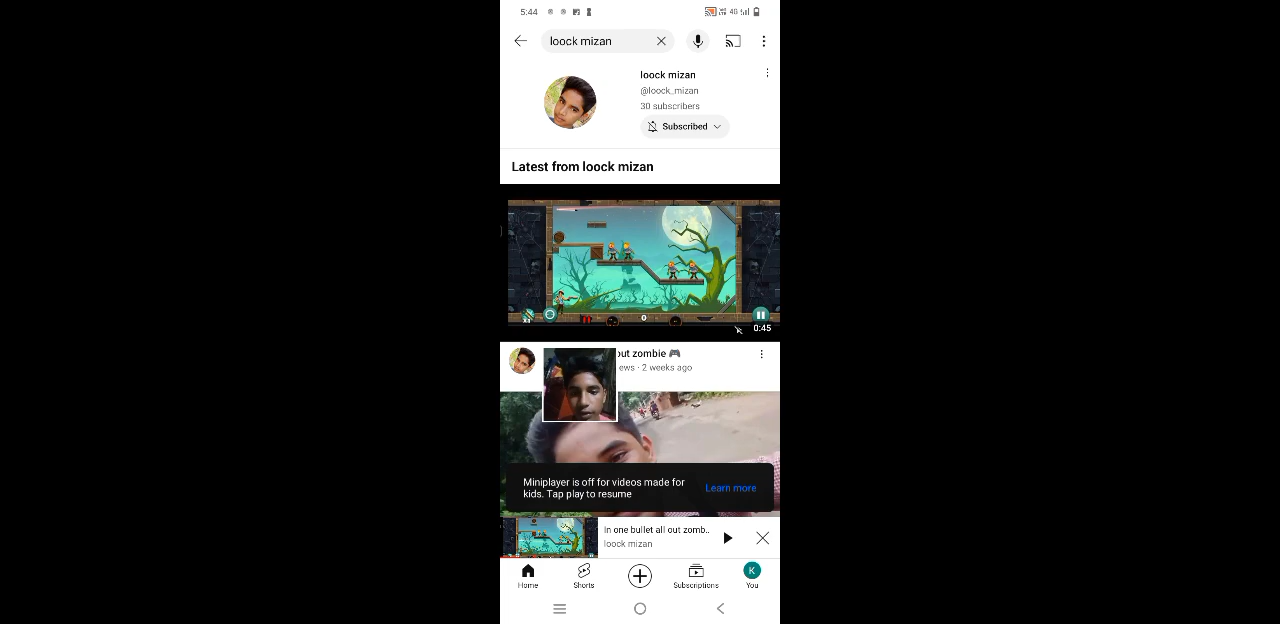 5:44
4G
loock mizan
loock mizan
@loock_mizan
30 subscribers
Subscribed
Latest from loock mizan
0
0:45
out zombie 🎮
ews · 2 weeks ago
Miniplayer is off for videos made for
kids. Tap play to resume
Learn more
In one bullet all out zomb..
loock mizan
K
Home
Shorts
Subscriptions
You